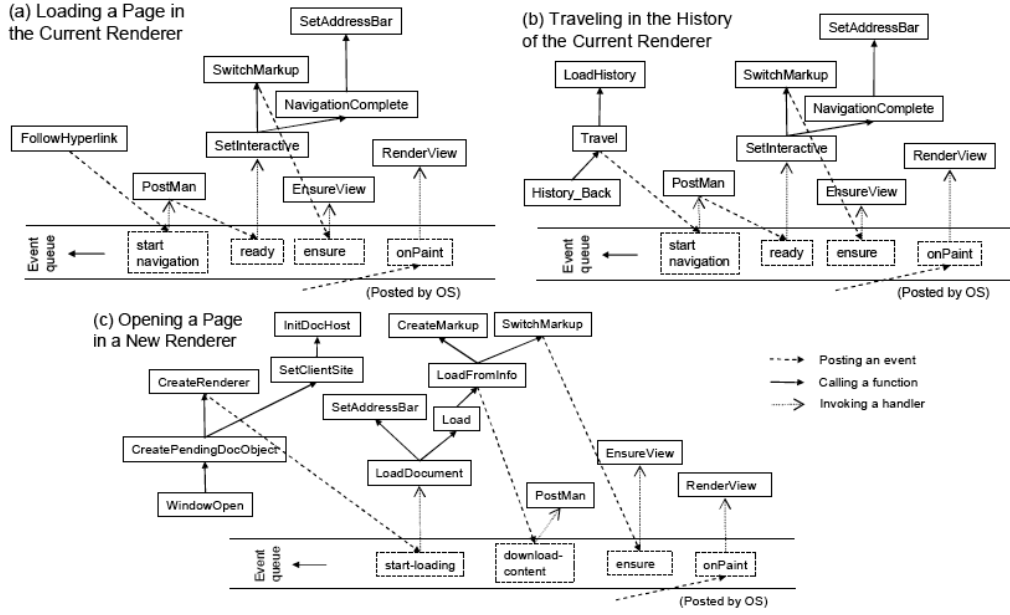 (a) Loading a Page in
the Current Renderer
SetAddressBar
SwitchMarkup
NavigationComplete
FollowHyperlink
SetInteractive
RenderView
PostMan
EnsureView
Event
queue
start
navigation
ready
ensure
onPaint
(Posted by OS)
(b) Traveling in the History
of the Current Renderer
SetAddressBar
LoadHistory
SwitchMarkup
NavigationComplete
Travel
SetInteractive
RenderView
History_Back
PostMan
EnsureView
Event
queue
start
navigation
ready
ensure
onPaint
(Posted by OS)
(c) Opening a Page
in a New Renderer
InitDocHost
CreateMarkup
SwitchMarkup
SetClientSite
LoadFromInfo
CreateRenderer
SetAddressBar
Load
CreatePendingDocObject
LoadDocument
EnsureView
WindowOpen
PostMan
RenderView
Event
queue
start-loading
download-
content
ensure
onPaint
(Posted by OS)
Posting an event
Calling a function
Invoking a handler